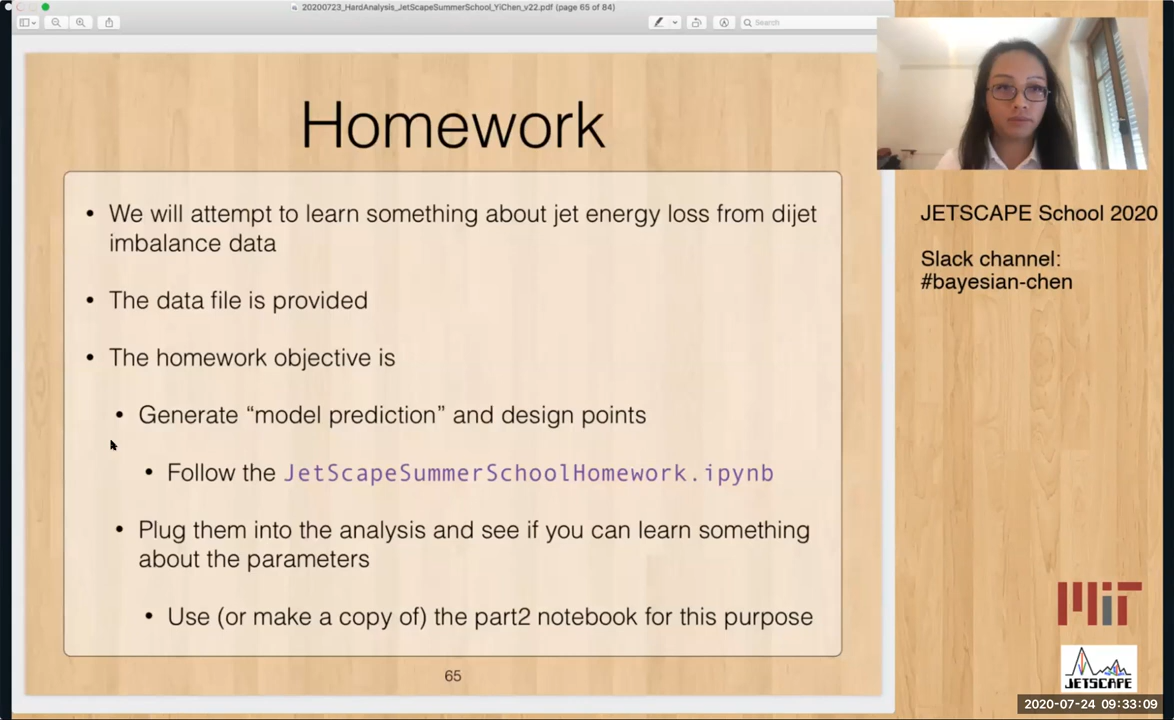 20200723_HardAnalysis_JetScapeSummerSchool_YiChen_v22.pdf (page 65 of 84)
Search
Homework
• We will attempt to learn something about jet energy loss from dijet
imbalance data
• The data file is provided
• The homework objective is
• Generate “model prediction” and design points
• Follow the JetScapeSummerSchoolHomework.ipynb
• Plug them into the analysis and see if you can learn something
about the parameters
• Use (or make a copy of) the part2 notebook for this purpose
65
JETSCAPE School 2020
Slack channel:
#bayesian-chen
MIT
JETSCAPE
2020-07-24 09:33:09